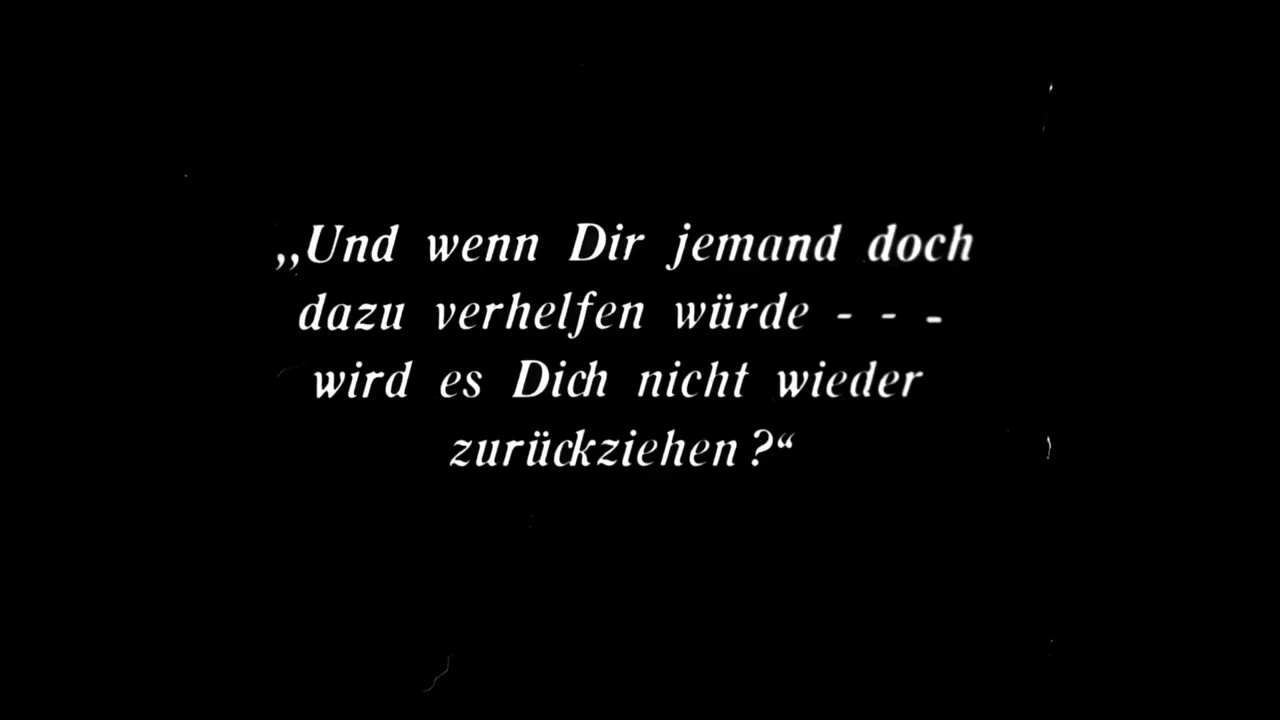 „Und wenn Dir jemand doch
dazu verhelfen würde - - -
wird es Dich nicht wieder
zurückziehen?“